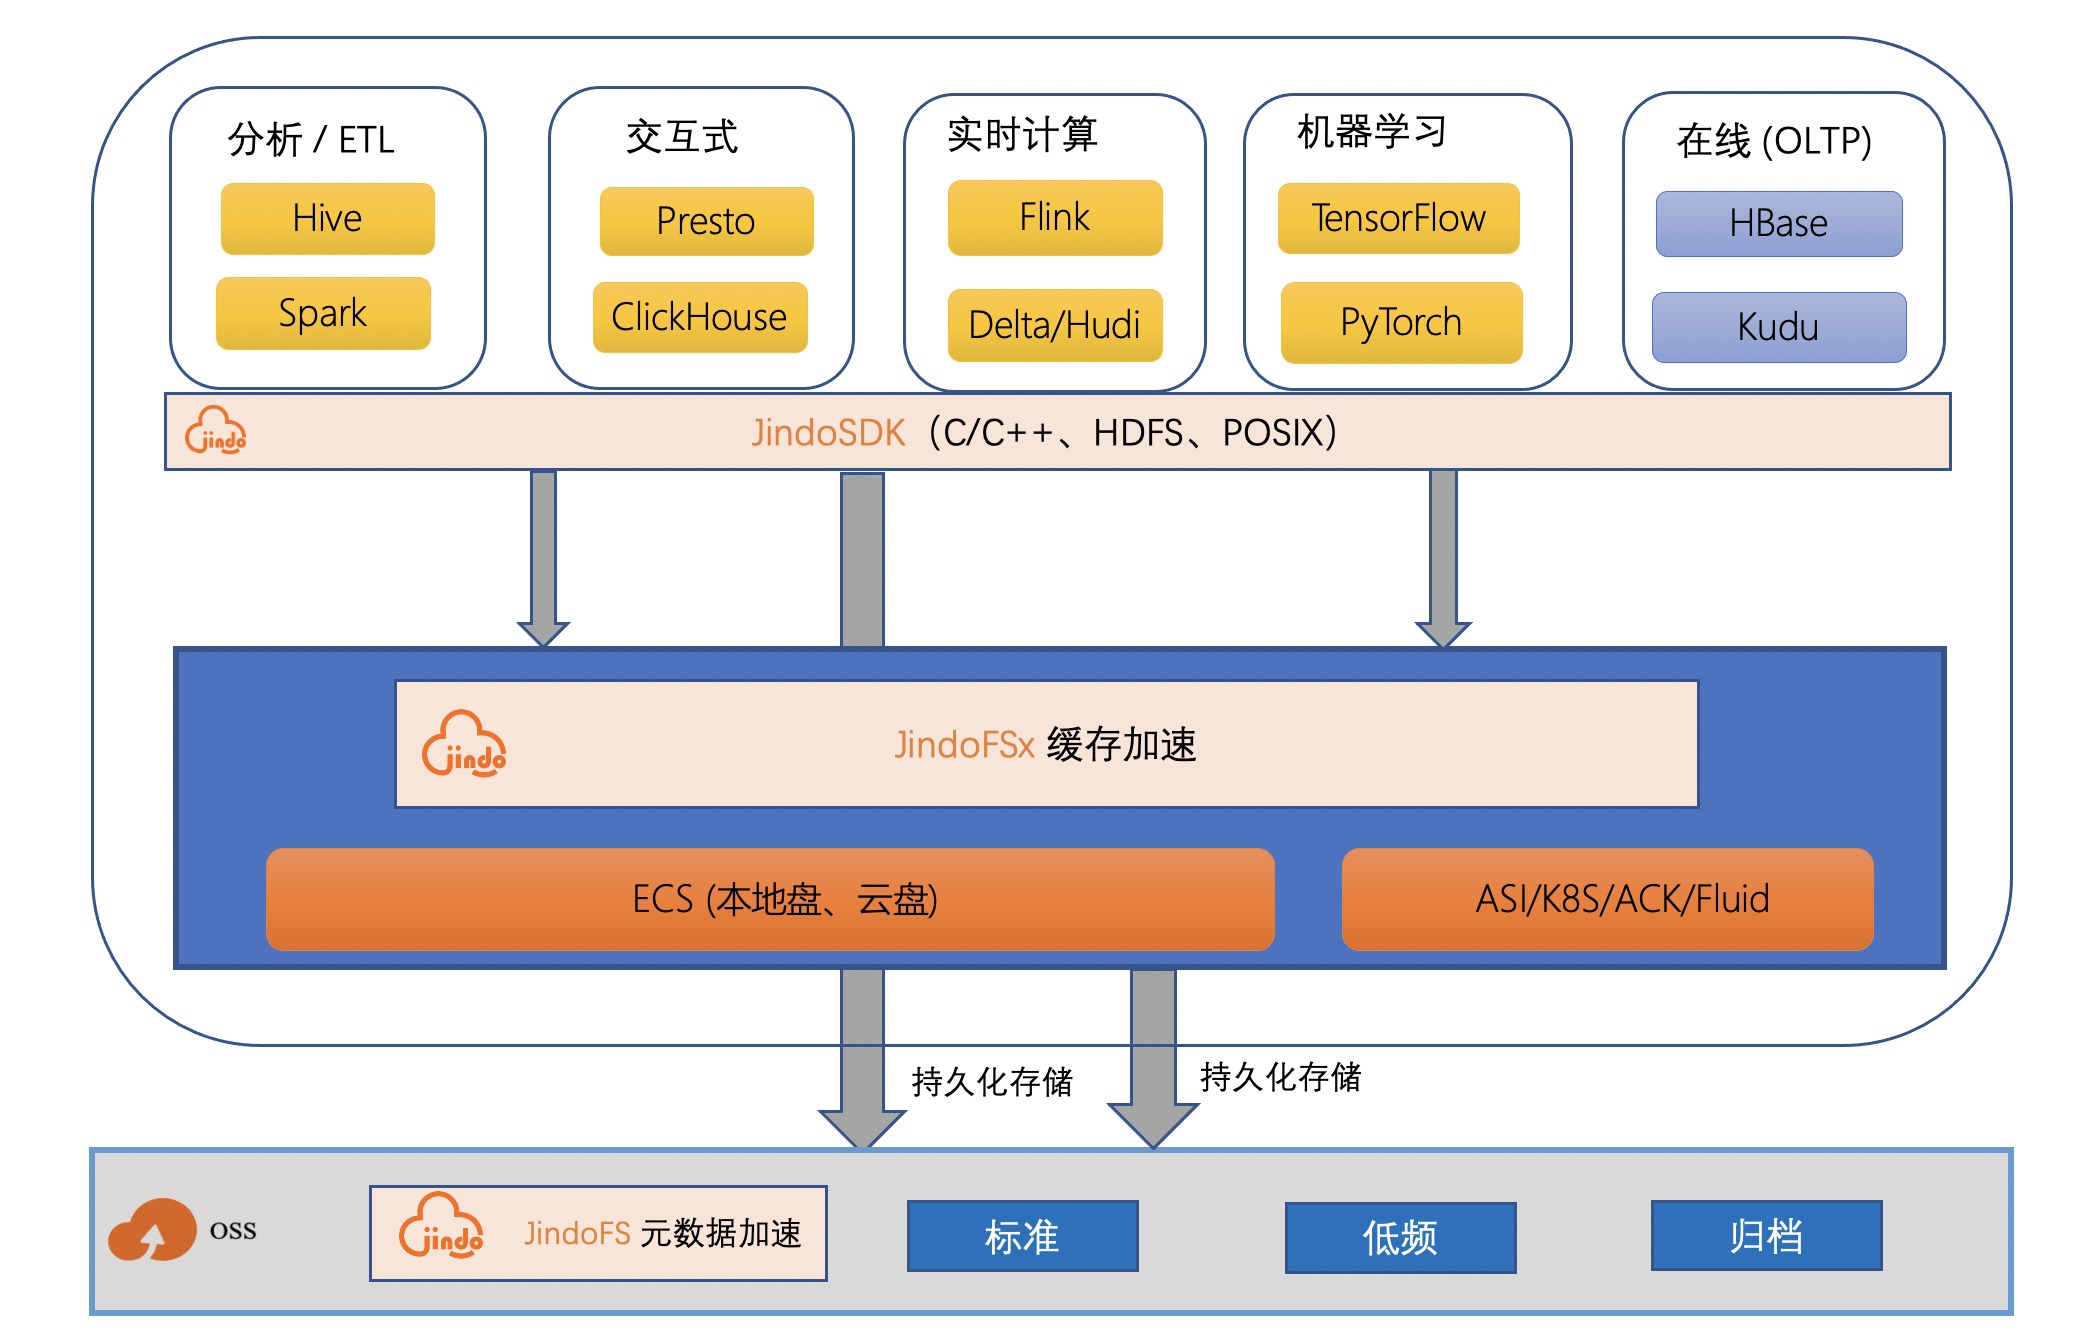 分析 / ETL
Hive
Spark
交互式
Presto
ClickHouse
实时计算
Flink
Delta/Hudi
机器学习
TensorFlow
PyTorch
在线 (OLTP)
HBase
Kudu
jindo
JindoSDK（C/C++、HDFS、POSIX）
jindo
JindoFSx 缓存加速
ECS (本地盘、云盘)
ASI/K8S/ACK/Fluid
持久化存储
持久化存储
OSS
jindo
JindoFS 元数据加速
标准
低频
归档